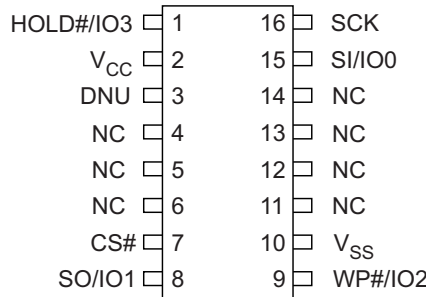 HOLD#/IO3 1 16 SCK
VCC 2 15 SI/IO0
DNU 3 14 NC
NC 4 13 NC
NC 5 12 NC
NC 6 11 NC
CS# 7 10 VSS
SO/IO1 8 9 WP#/IO2